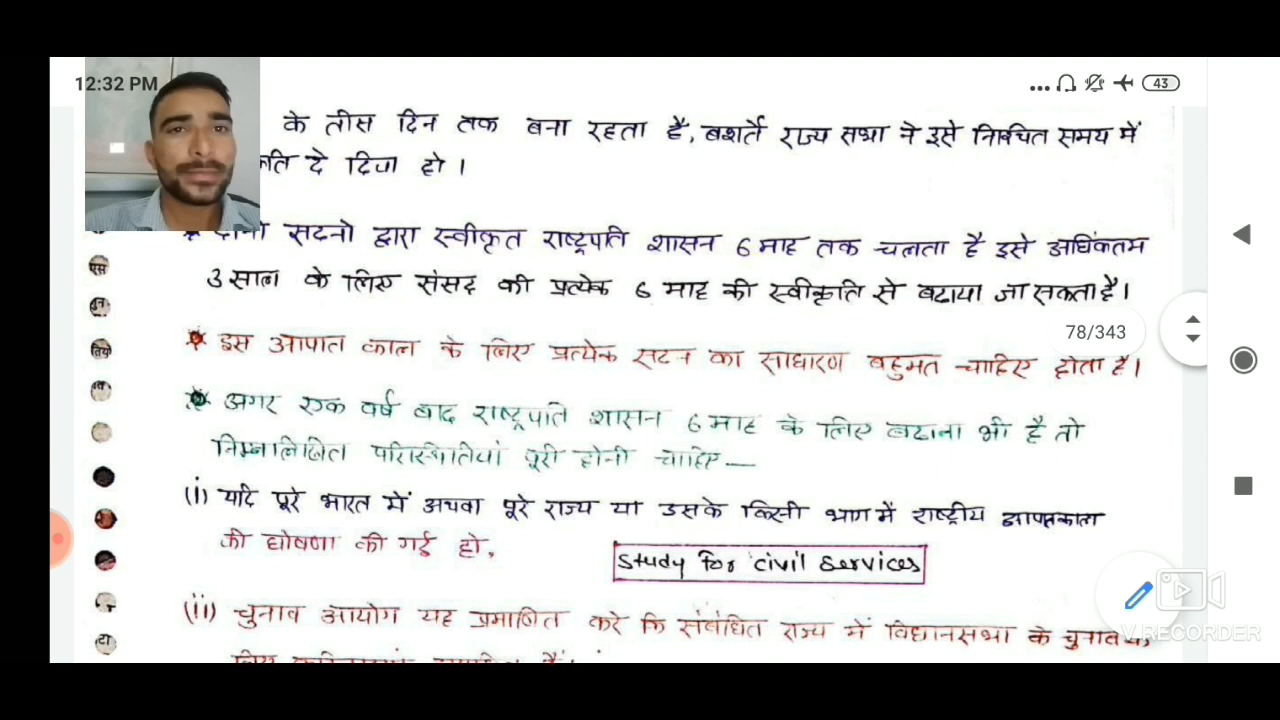 12:32 PM
43
के तीस दिन तक बना रहता है, बशर्ते राज्य सभा ने इसे निश्चित समय में
दे दिया हो।
सदनो द्वारा स्वीकृत राष्ट्रपति शासन 6 माह तक चलता है इसे अधिकतम
3 साल के लिए संसद की प्रत्येक 6 माह की स्वीकृति से बढाया जा सकता है।
78/343
* इस आपात काल के लिए प्रत्येक सदन का साधारण बहुमत चाहिए होता है।
* अगर एक वर्ष बाद राष्ट्रपति शासन 6 माह के लिए बढाना भी है तो
निम्नलिखित परिस्थितियां पूरी होनी चाहिए —
(i) यदि पूरे भारत में अथवा पूरे राज्य या उसके किसी भाग में राष्ट्रीय आपातकाल
की घोषणा की गई हो,
Study for civil services
(ii) चुनाव आयोग यह प्रमाणित करे कि संबंधित राज्य में विधानसभा के चुनाव के
V RECORDER